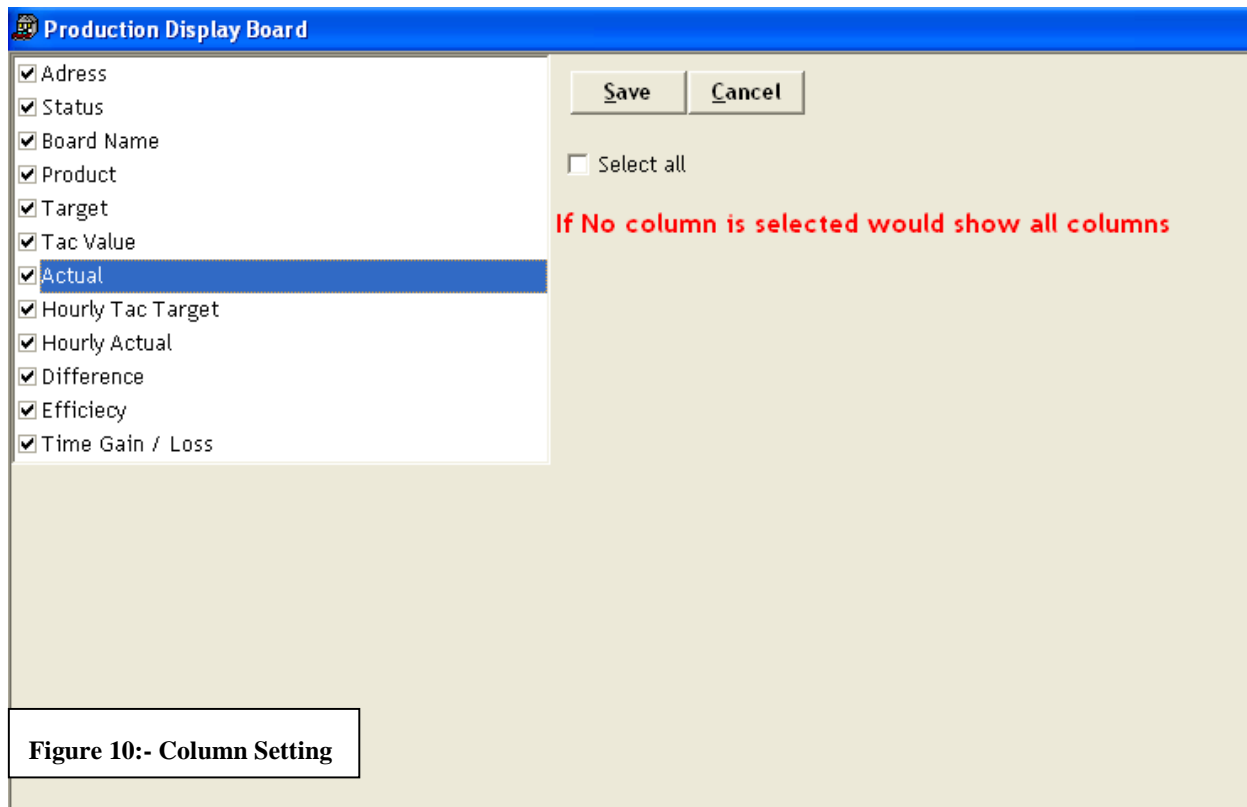 Production Display Board
Adress
Status
Board Name
Product
Target
Tac Value
Actual
Hourly Tac Target
Hourly Actual
Difference
Efficiecy
Time Gain / Loss
Save Cancel
Select all
If No column is selected would show all columns
Figure 10:- Column Setting